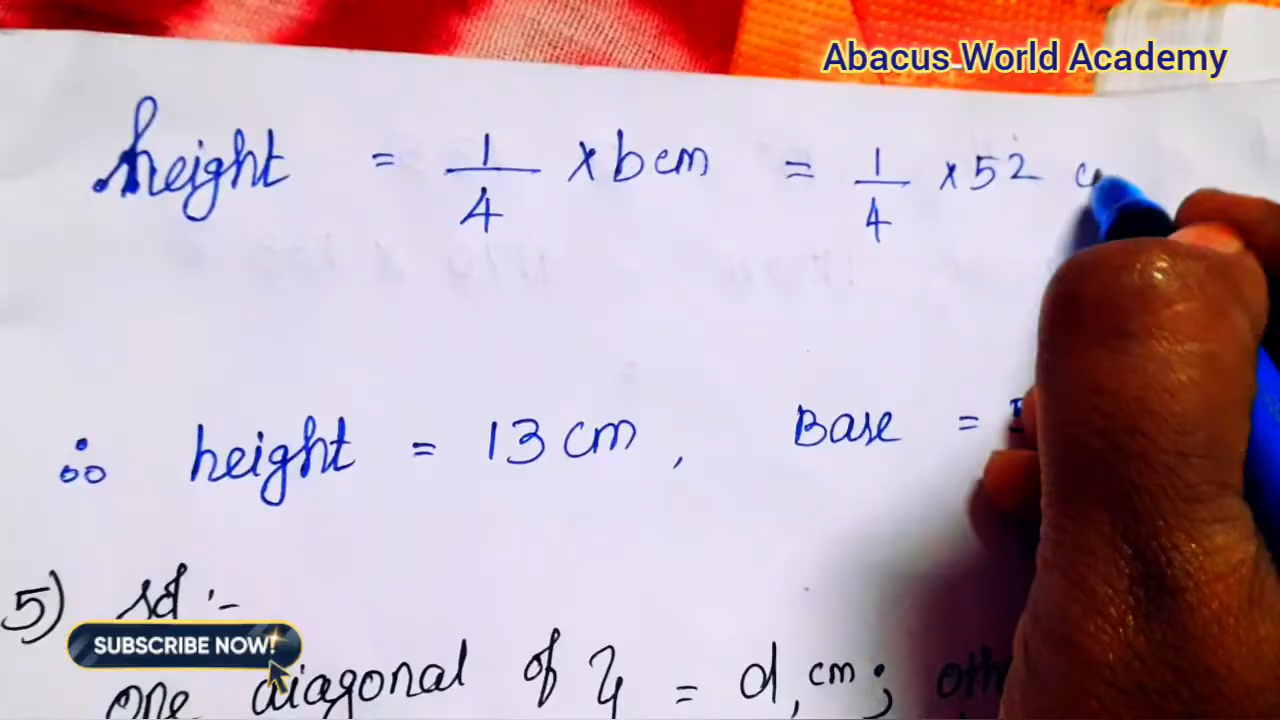 Abacus World Academy
height = 1/4 × b cm = 1/4 × 52
∴ height = 13 cm, Base =
5) Sol :-
SUBSCRIBE NOW!
one diagonal of = d, cm;